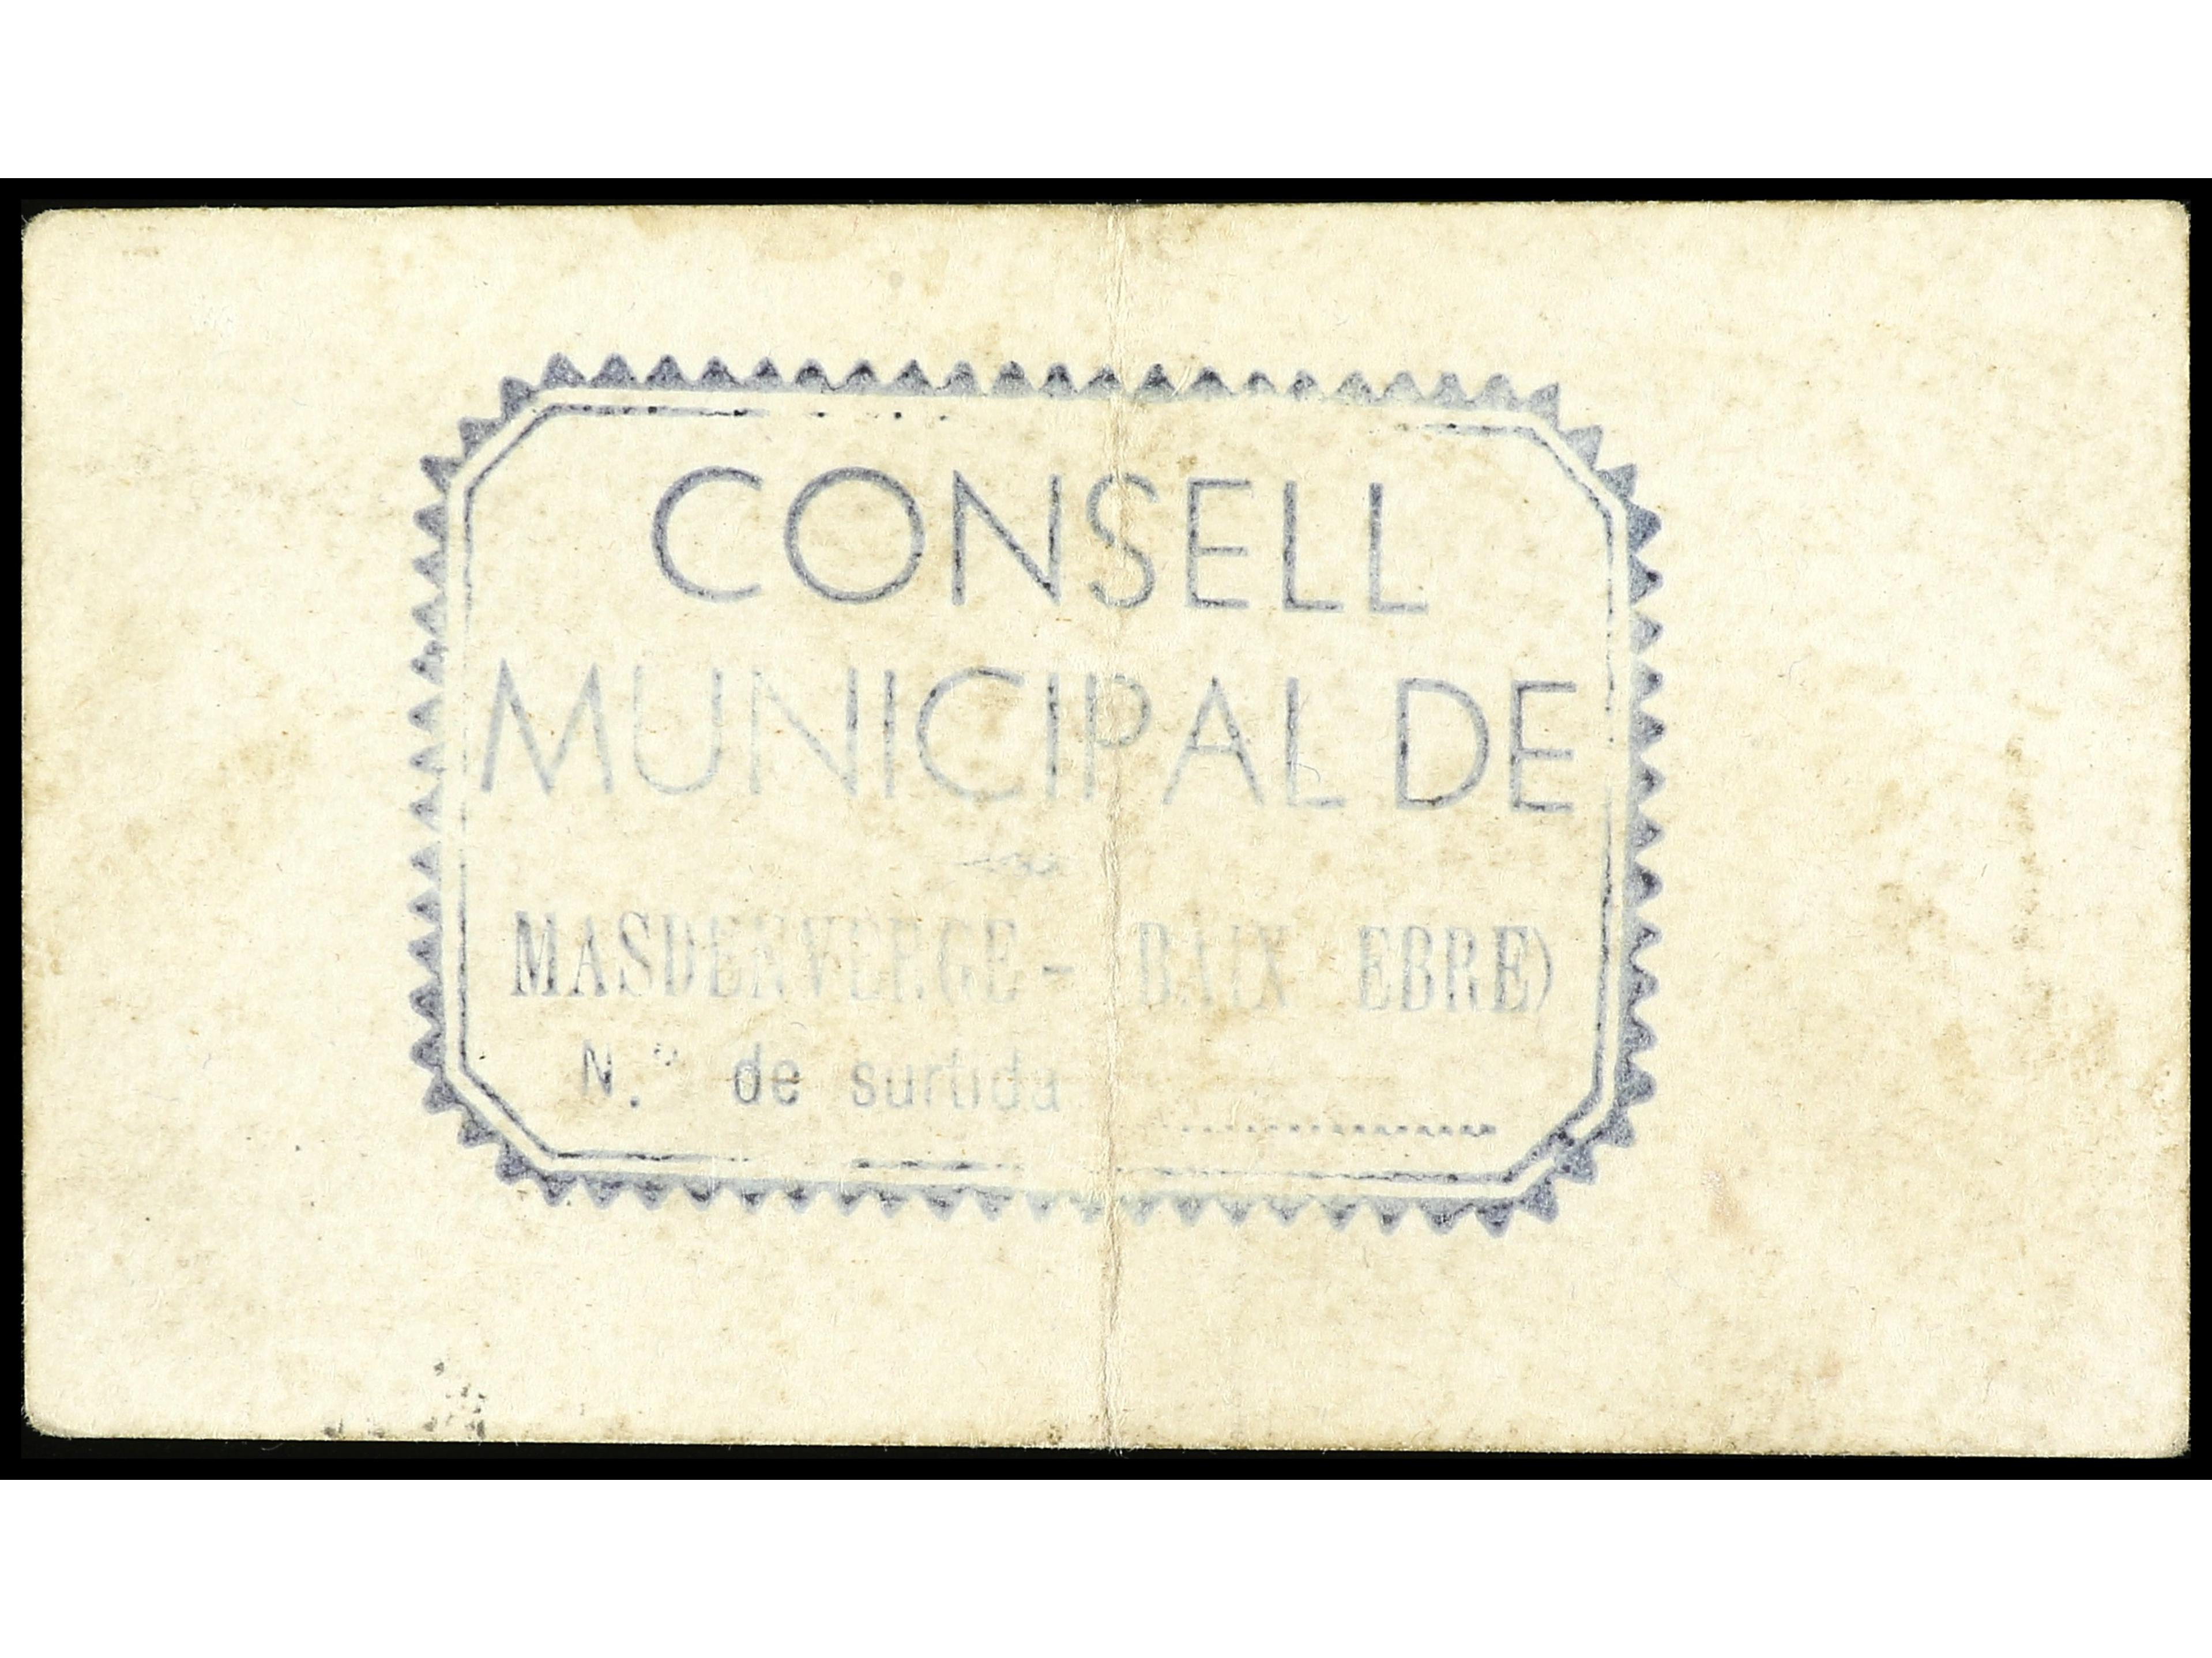 CONSELL
MUNICIPAL DE
MASDENVERGE - BAIX EBRE)
N.º de surtida